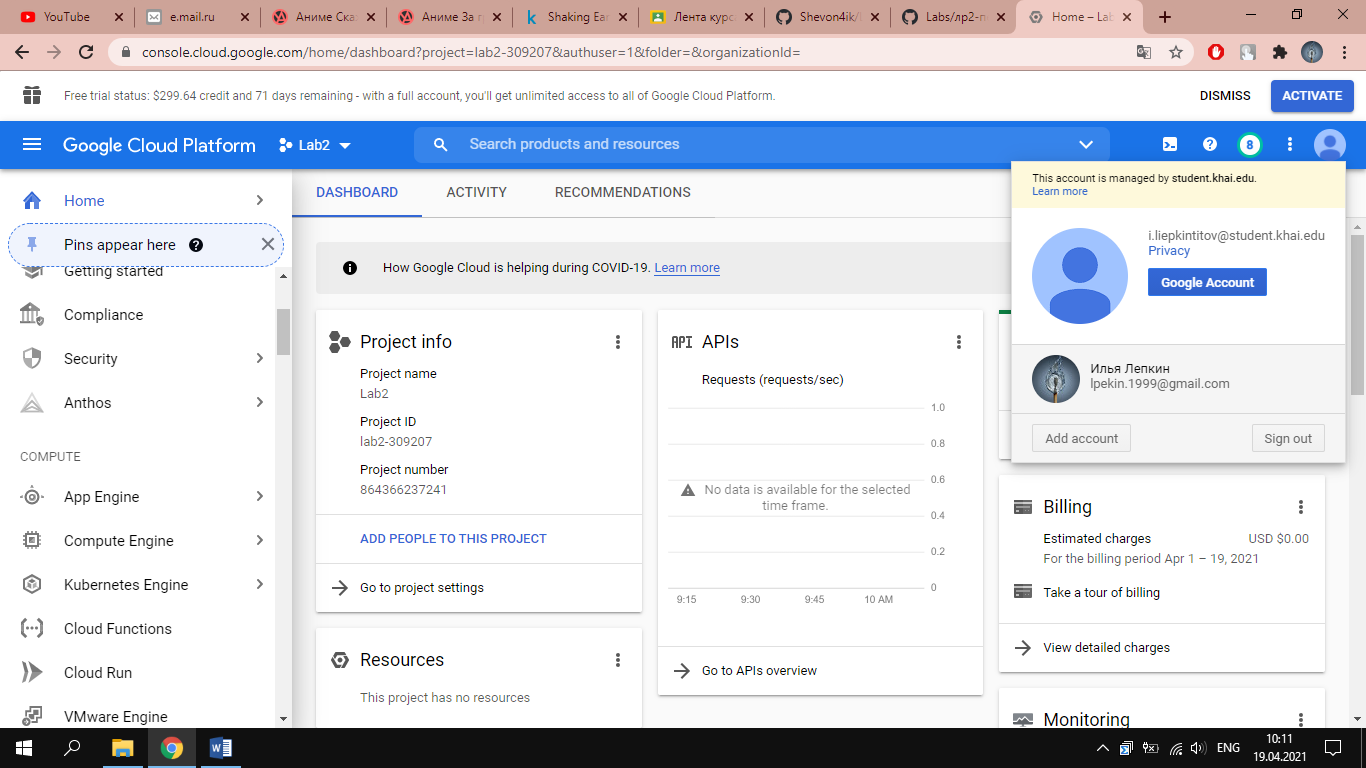 YouTube
e.mail.ru
Аниме Ска
Аниме За г
Shaking Ear
Лента курс
Shevon4ik/L
Labs/лр2-п
Home – Lab
console.cloud.google.com/home/dashboard?project=lab2-309207&authuser=1&folder=&organizationId=
Free trial status: $299.64 credit and 71 days remaining - with a full account, you'll get unlimited access to all of Google Cloud Platform.
DISMISS
ACTIVATE
Google Cloud Platform
Lab2
Search products and resources
8
Home
Pins appear here
Getting started
Compliance
Security
Anthos
COMPUTE
App Engine
Compute Engine
Kubernetes Engine
Cloud Functions
Cloud Run
VMware Engine
DASHBOARD
ACTIVITY
RECOMMENDATIONS
How Google Cloud is helping during COVID-19. Learn more
Project info
Project name
Lab2
Project ID
lab2-309207
Project number
864366237241
ADD PEOPLE TO THIS PROJECT
Go to project settings
Resources
This project has no resources
API APIs
Requests (requests/sec)
1.0
0.8
0.6
0.4
0.2
0
No data is available for the selected
time frame.
9:15
9:30
9:45
10 AM
Go to APIs overview
This account is managed by student.khai.edu.
Learn more
i.liepkintitov@student.khai.edu
Privacy
Google Account
Илья Лепкин
lpekin.1999@gmail.com
Add account
Sign out
Billing
Estimated charges
USD $0.00
For the billing period Apr 1 – 19, 2021
Take a tour of billing
View detailed charges
Monitoring
ENG
10:11
19.04.2021